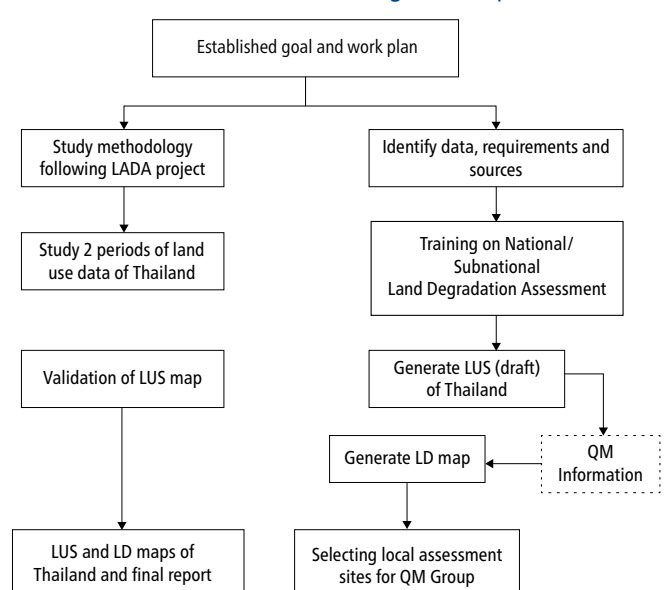 Established goal and work plan
Study methodology
following LADA project
Identify data, requirements and
sources
Study 2 periods of land
use data of Thailand
Training on National/
Subnational
Land Degradation Assessment
Validation of LUS map
Generate LUS (draft)
of Thailand
Generate LD map
QM
Information
LUS and LD maps of
Thailand and final report
Selecting local assessment
sites for QM Group